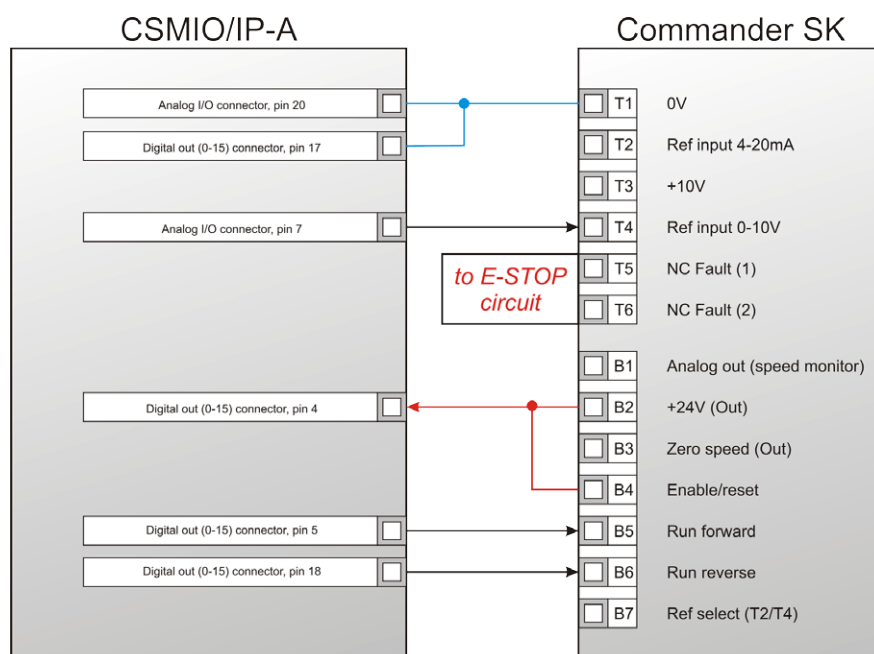 CSMIO/IP-A
Commander SK
Analog I/O connector, pin 20
T1 0V
Digital out (0-15) connector, pin 17
T2 Ref input 4-20mA
T3 +10V
Analog I/O connector, pin 7
T4 Ref input 0-10V
to E-STOP
circuit
T5 NC Fault (1)
T6 NC Fault (2)
B1 Analog out (speed monitor)
Digital out (0-15) connector, pin 4
B2 +24V (Out)
B3 Zero speed (Out)
B4 Enable/reset
Digital out (0-15) connector, pin 5
B5 Run forward
Digital out (0-15) connector, pin 18
B6 Run reverse
B7 Ref select (T2/T4)